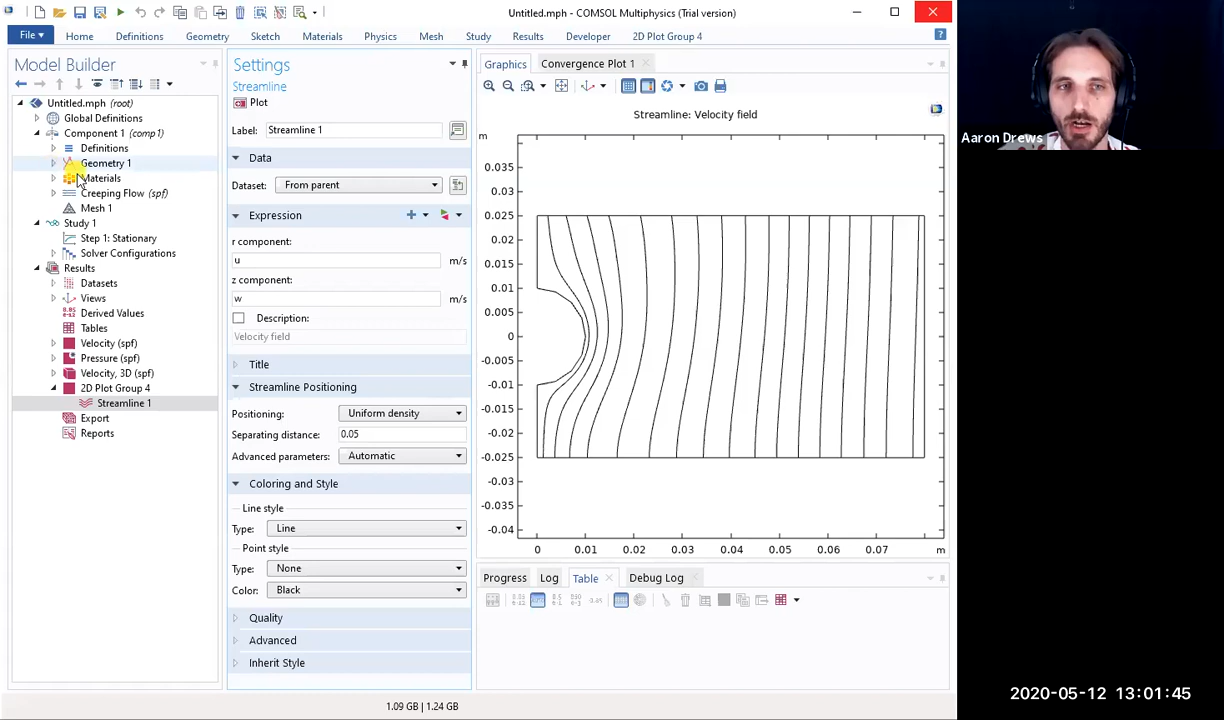 Untitled.mph - COMSOL Multiphysics (Trial version)
File Home Definitions Geometry Sketch Materials Physics Mesh Study Results Developer 2D Plot Group 4
Model Builder
Untitled.mph (root)
Global Definitions
Component 1 (comp1)
Definitions
Geometry 1
Materials
Creeping Flow (spf)
Mesh 1
Study 1
Step 1: Stationary
Solver Configurations
Results
Datasets
Views
Derived Values
Tables
Velocity (spf)
Pressure (spf)
Velocity, 3D (spf)
2D Plot Group 4
Streamline 1
Export
Reports
Settings
Streamline
Plot
Label: Streamline 1
Data
Dataset: From parent
Expression
r component:
u m/s
z component:
w m/s
Description:
Velocity field
Title
Streamline Positioning
Positioning: Uniform density
Separating distance: 0.05
Advanced parameters: Automatic
Coloring and Style
Line style
Type: Line
Point style
Type: None
Color: Black
Quality
Advanced
Inherit Style
Graphics Convergence Plot 1
Streamline: Velocity field
m
0.035
0.03
0.025
0.02
0.015
0.01
0.005
0
-0.005
-0.01
-0.015
-0.02
-0.025
-0.03
-0.035
-0.04
0 0.01 0.02 0.03 0.04 0.05 0.06 0.07 m
Progress Log Table Debug Log
1.09 GB | 1.24 GB
Aaron Drews
2020-05-12 13:01:45